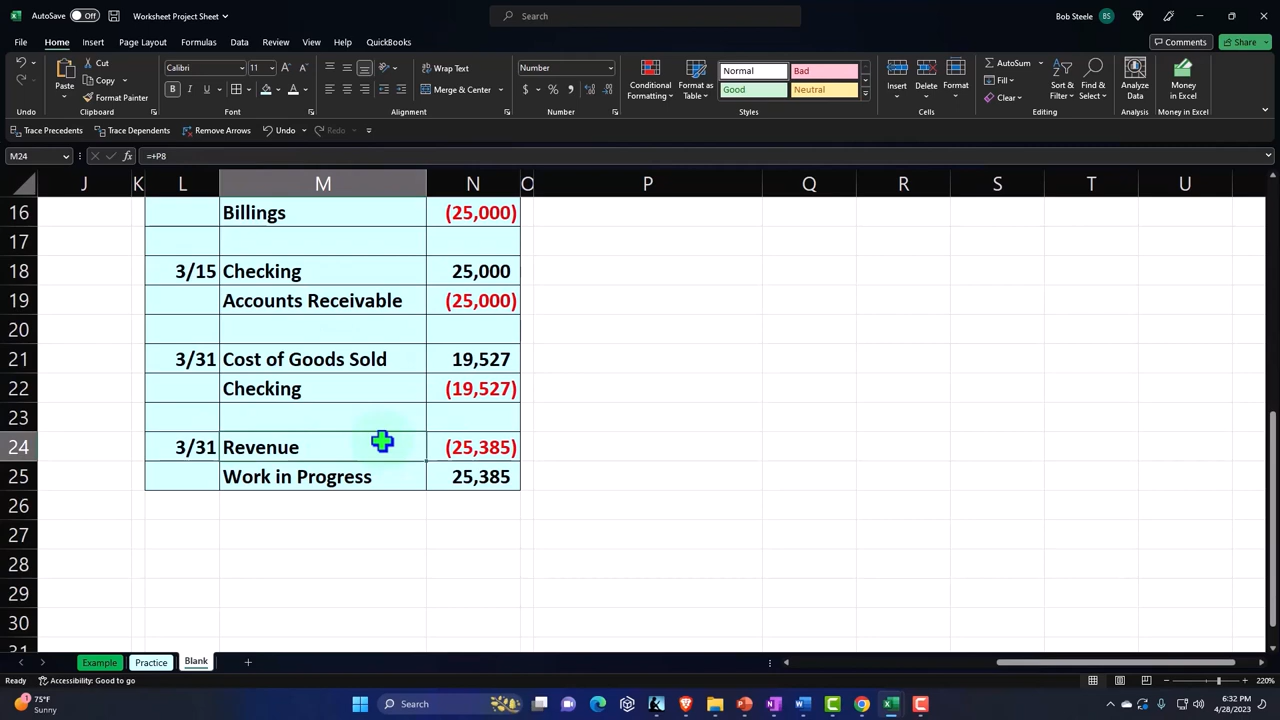 AutoSave Off Worksheet Project Sheet Search Bob Steele BS
File Home Insert Page Layout Formulas Data Review View Help QuickBooks Comments Share
Cut Copy Format Painter Paste Calibri 11 Wrap Text Merge & Center Number Conditional Formatting Format as Table Normal Bad Good Neutral Insert Delete Format AutoSum Fill Clear Sort & Filter Find & Select Analyze Data Money in Excel
Undo Clipboard Font Alignment Number Styles Cells Editing Analysis Money in Excel
Trace Precedents Trace Dependents Remove Arrows Undo Redo
M24 fx =+P8
J K L M N O P Q R S T U
16 Billings (25,000)
17
18 3/15 Checking 25,000
19 Accounts Receivable (25,000)
20
21 3/31 Cost of Goods Sold 19,527
22 Checking (19,527)
23
24 3/31 Revenue (25,385)
25 Work in Progress 25,385
26
27
28
29
30
31
Example Practice Blank
Ready Accessibility: Good to go 220%
1 75°F Sunny Search 6:32 PM 4/28/2023